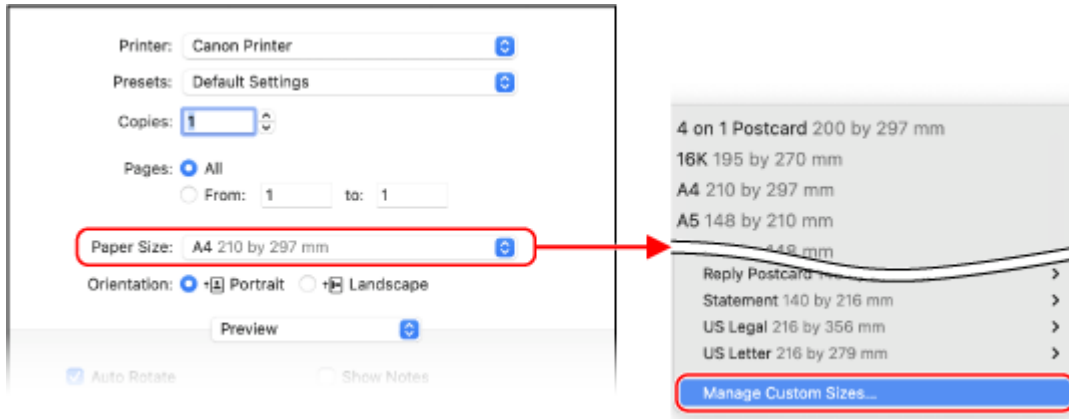 Printer: Canon Printer
Presets: Default Settings
Copies: 1
Pages: All
From: 1 to: 1
Paper Size: A4 210 by 297 mm
Orientation: Portrait Landscape
Preview
Auto Rotate Show Notes
4 on 1 Postcard 200 by 297 mm
16K 195 by 270 mm
A4 210 by 297 mm
A5 148 by 210 mm
mm
Reply Postcard
Statement 140 by 216 mm
US Legal 216 by 356 mm
US Letter 216 by 279 mm
Manage Custom Sizes...